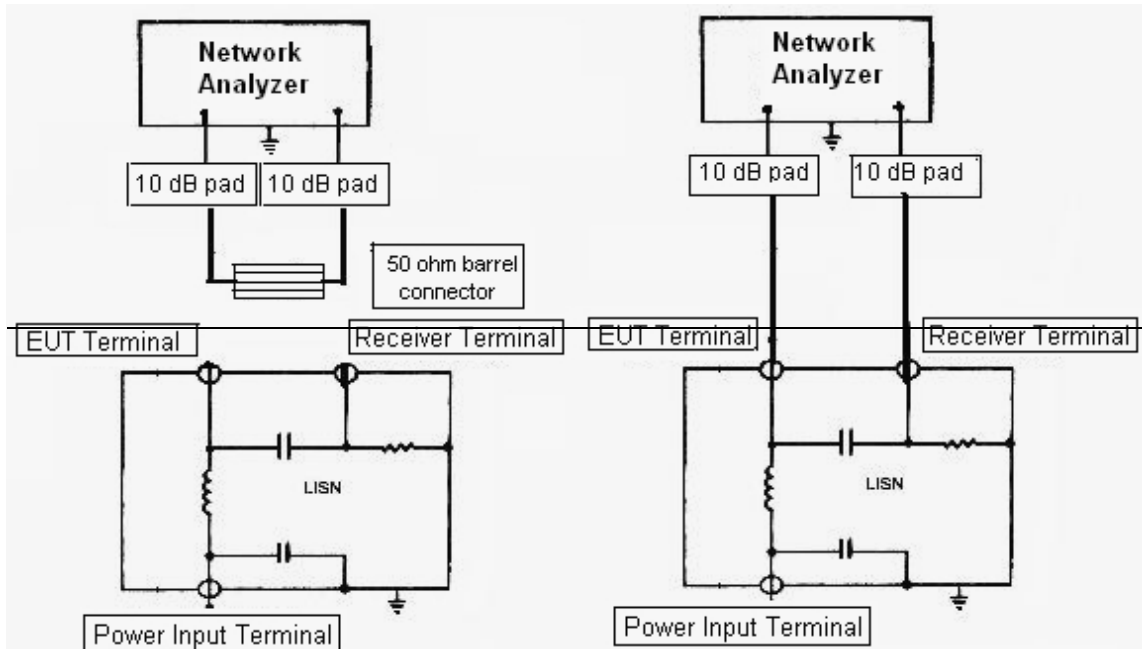 Network
Analyzer
10 dB pad
10 dB pad
50 ohm barrel
connector
EUT Terminal
Receiver Terminal
LISN
Power Input Terminal
Network
Analyzer
10 dB pad
10 dB pad
EUT Terminal
Receiver Terminal
LISN
Power Input Terminal